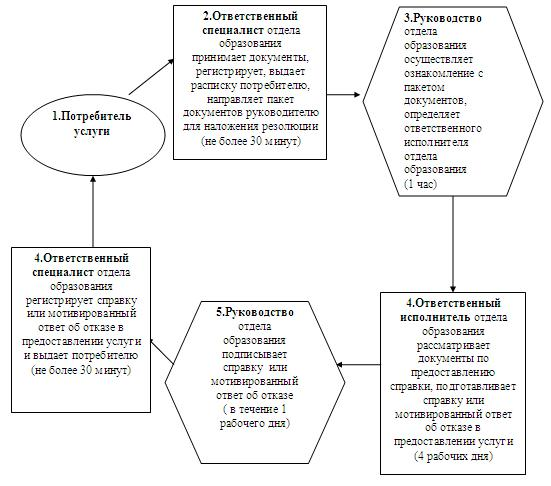 1.Потребитель
услуги
2.Ответственный
специалист отдела
образования
принимает документы,
регистрирует, выдает
расписку потребителю,
направляет пакет
документов руководителю
для наложения резолюции
(не более 30 минут)
3.Руководство
отдела
образования
осуществляет
ознакомление с
пакетом
документов,
определяет
ответственного
исполнителя
отдела
образования
(1 час)
4.Ответственный
исполнитель отдела
образования
рассматривает
документы по
предоставлению
справки, подготавливает
справку или
мотивированный ответ
об отказе в
предоставлении услуги
(4 рабочих дня)
5.Руководство
отдела
образования
подписывает
справку или
мотивированный
ответ об отказе
( в течение 1
рабочего дня)
4.Ответственный
специалист отдела
образования
регистрирует справку
или мотивированный
ответ об отказе в
предоставлении услуги
и выдает потребителю
(не более 30 минут)